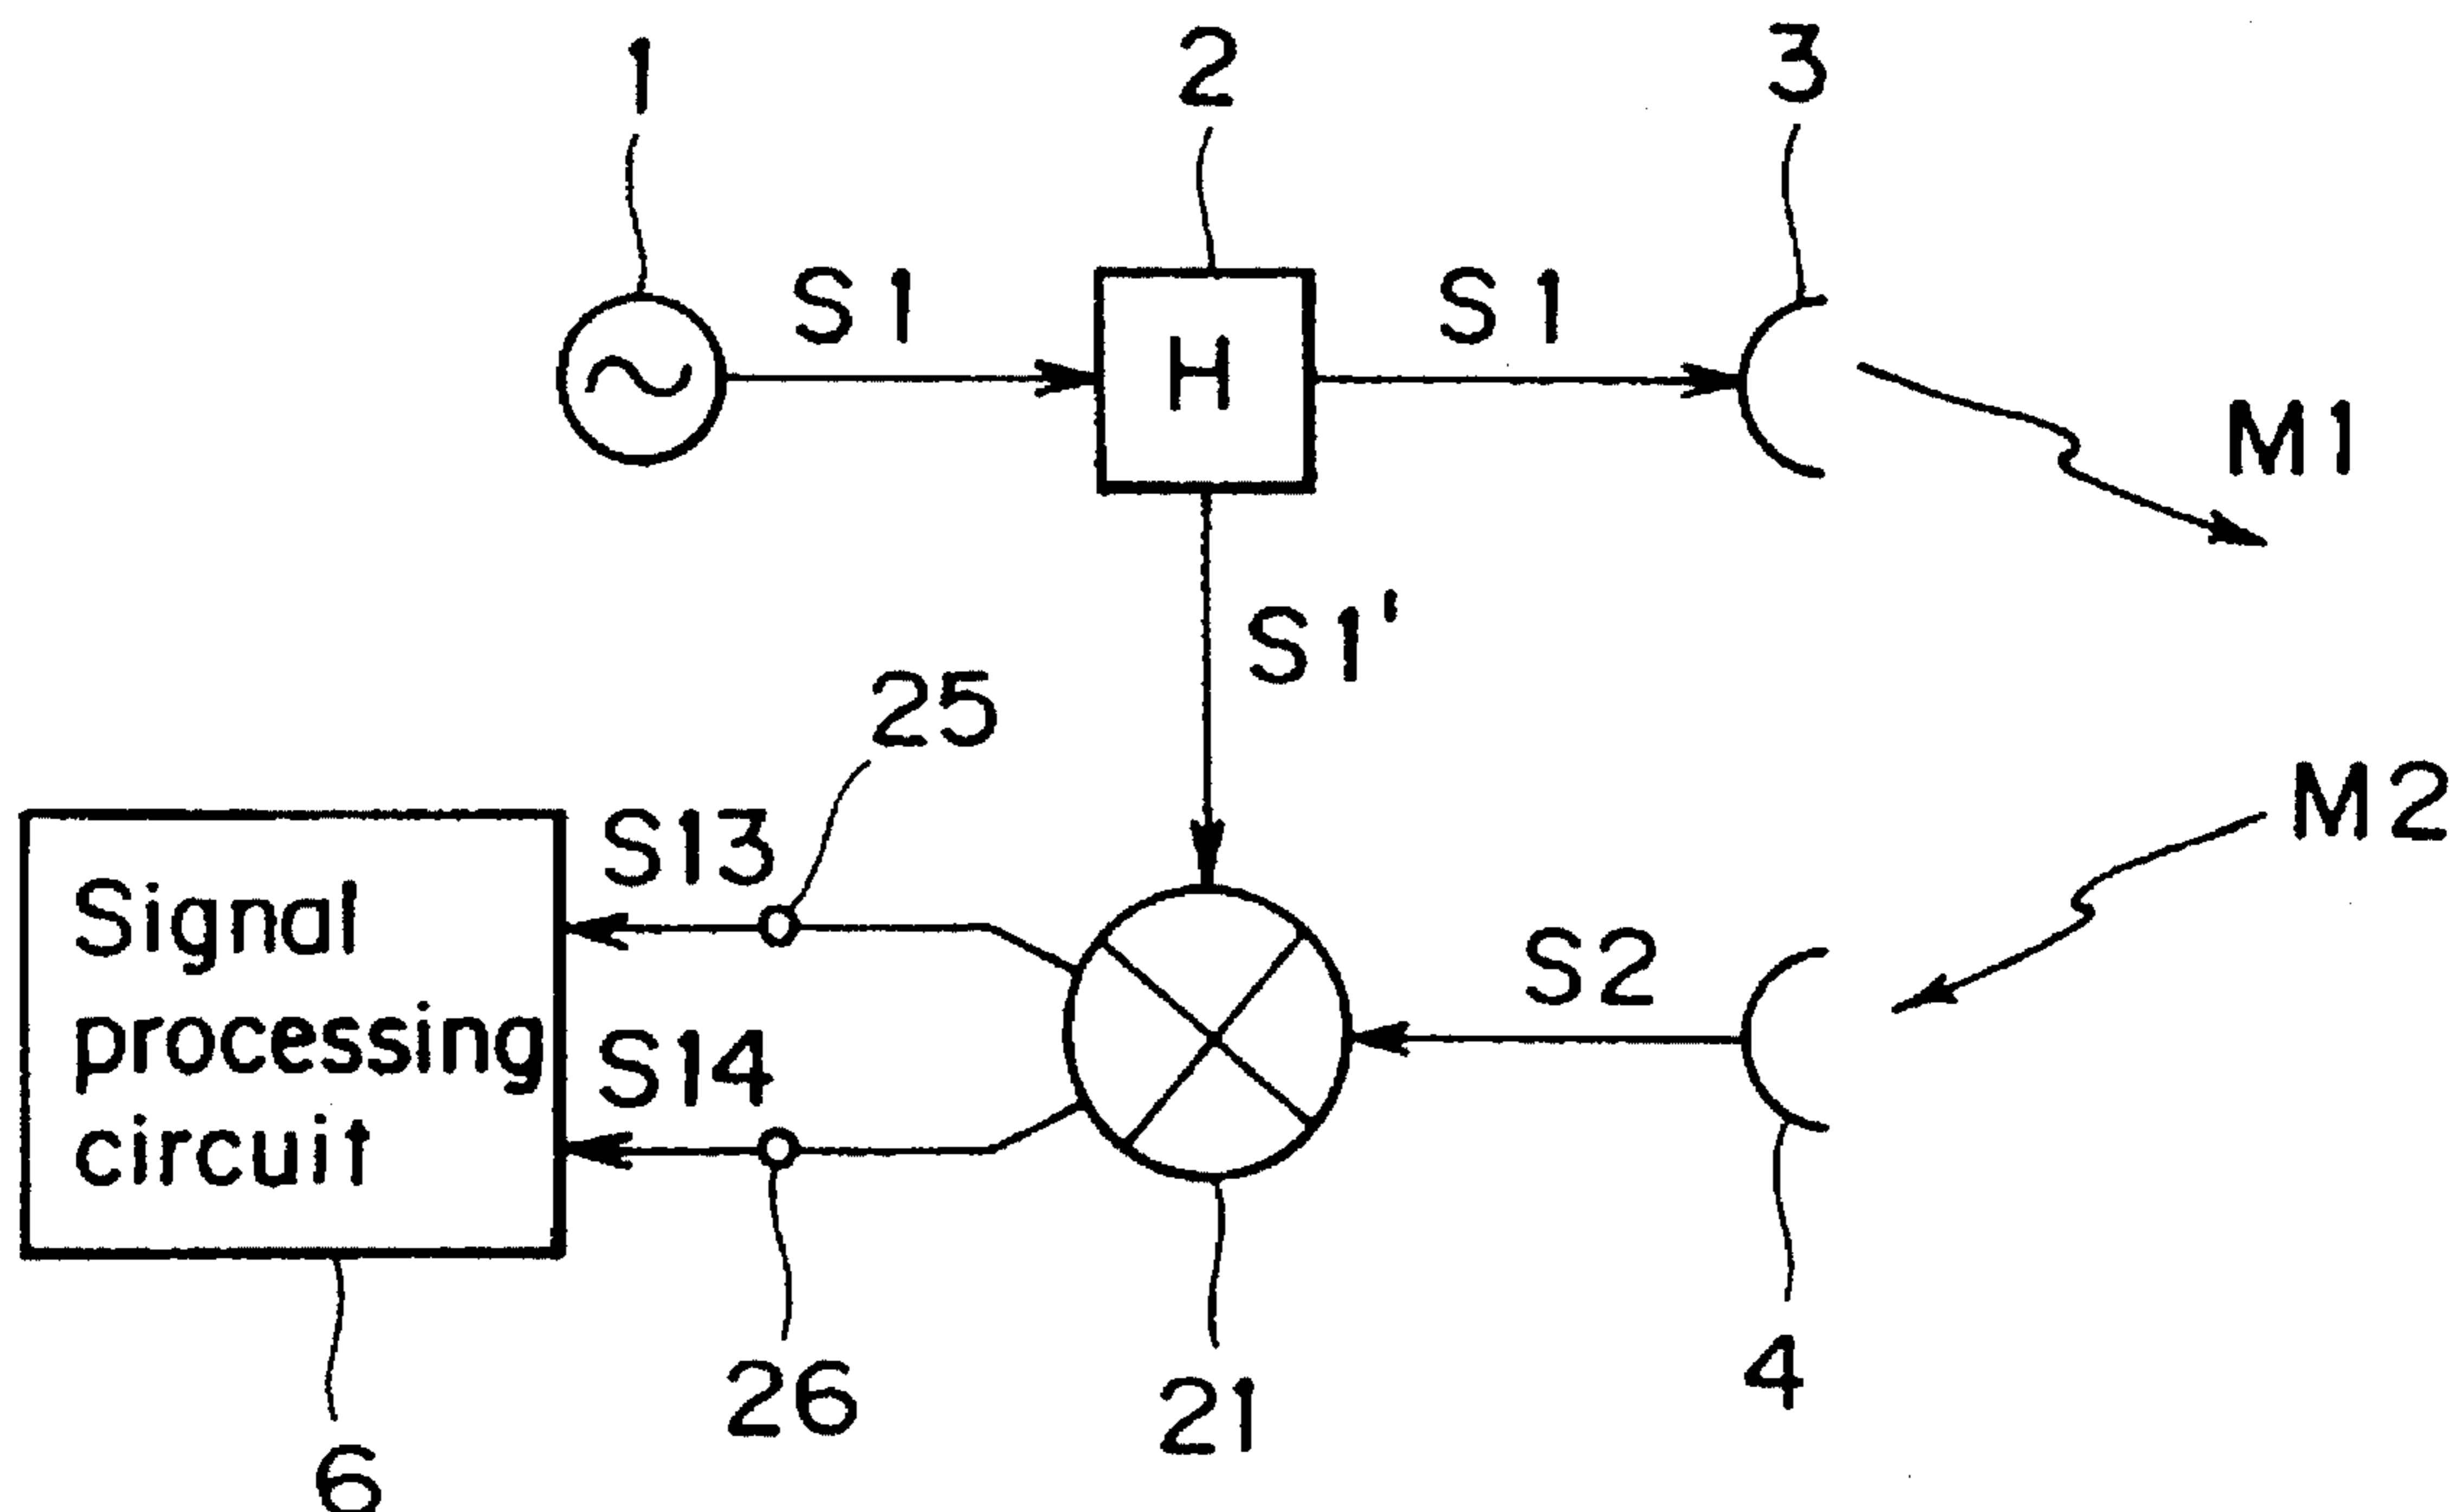 1
2
3
S1
H
S1
M1
S1'
25
M2
S13
S2
Signal
processing
circuit
S14
26
21
4
6